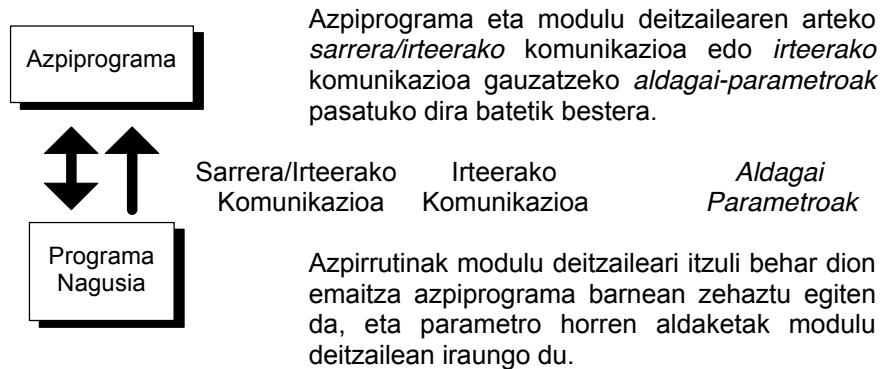 Azpiprograma
Azpiprograma eta modulu deitzailearen arteko
sarrera/irteerako komunikazioa edo irteerako
komunikazioa gauzatzeko aldagai-parametroak
pasatuko dira batetik bestera.
Sarrera/Irteerako Irteerako Aldagai
Komunikazioa Komunikazioa Parametroak
Programa
Nagusia
Azpirrutinak modulu deitzaileari itzuli behar dion
emaitza azpiprograma barnean zehaztu egiten
da, eta parametro horren aldaketak modulu
deitzailean iraungo du.